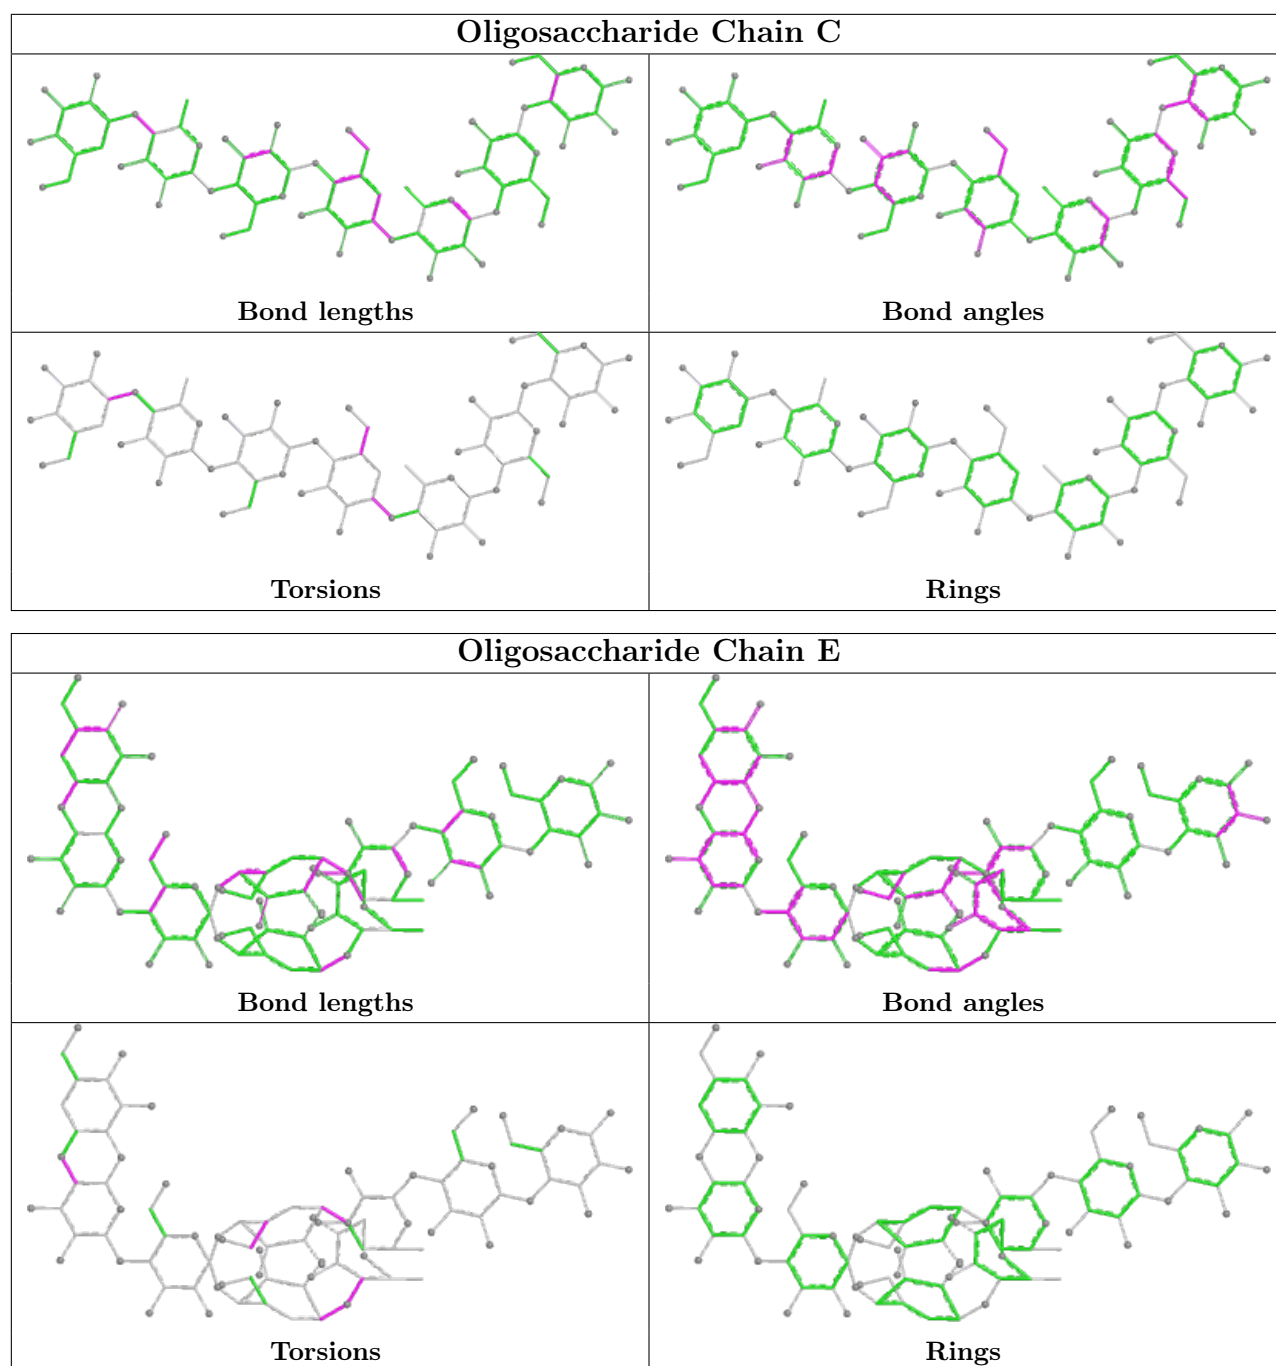 Oligosaccharide Chain C
Bond lengths
Bond angles
Torsions
Rings
Oligosaccharide Chain E
Bond lengths
Bond angles
Torsions
Rings